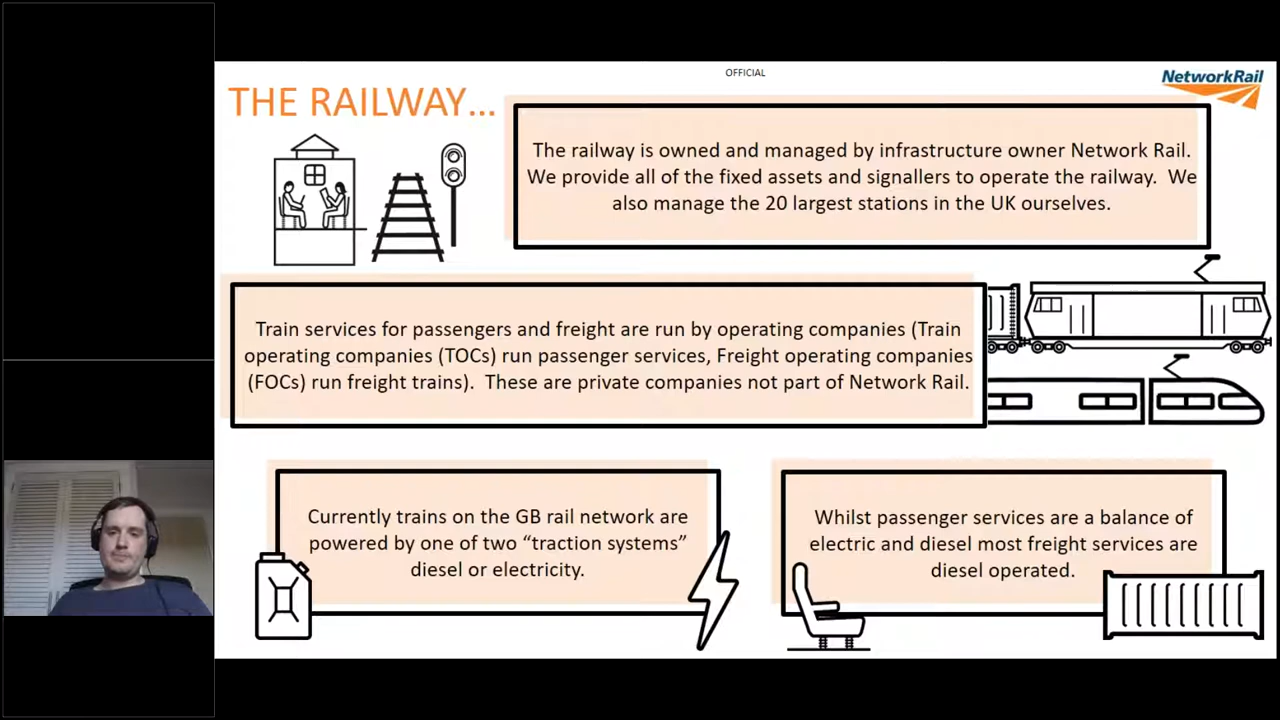 OFFICIAL
NetworkRail
THE RAILWAY...
The railway is owned and managed by infrastructure owner Network Rail.
We provide all of the fixed assets and signallers to operate the railway.  We
also manage the 20 largest stations in the UK ourselves.
Train services for passengers and freight are run by operating companies (Train
operating companies (TOCs) run passenger services, Freight operating companies
(FOCs) run freight trains).  These are private companies not part of Network Rail.
Currently trains on the GB rail network are
powered by one of two “traction systems”
diesel or electricity.
Whilst passenger services are a balance of
electric and diesel most freight services are
diesel operated.